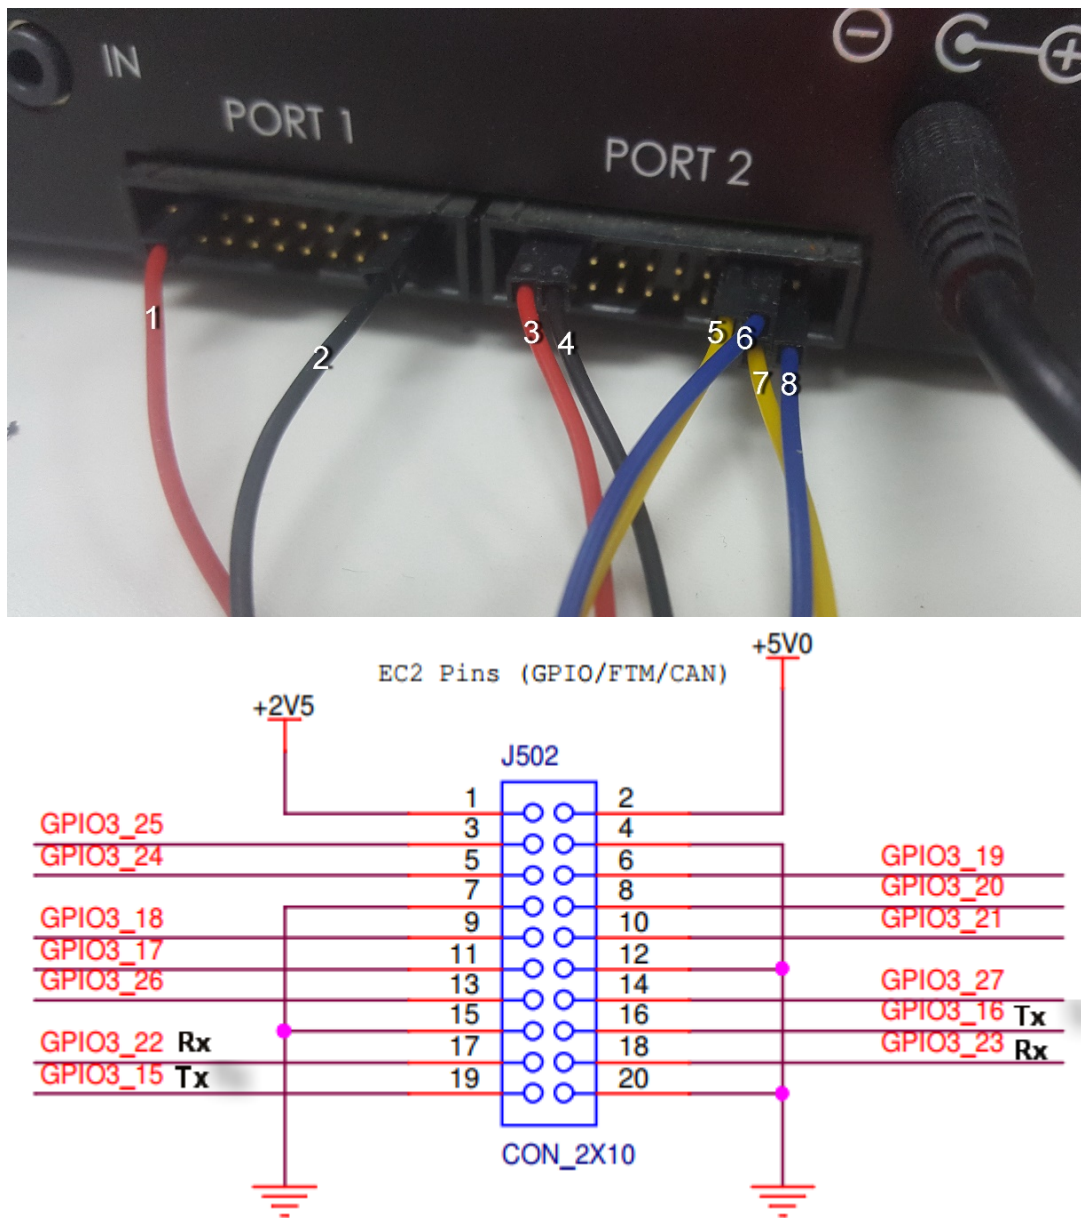 IN
PORT 1
PORT 2
1
2
3
4
5
6
7
8
+5V0
EC2 Pins (GPIO/FTM/CAN)
+2V5
J502
1 2
GPIO3_25 3 4
GPIO3_24 5 6 GPIO3_19
7 8 GPIO3_20
GPIO3_18 9 10 GPIO3_21
GPIO3_17 11 12
GPIO3_26 13 14 GPIO3_27
15 16 GPIO3_16 Tx
GPIO3_22 Rx 17 18 GPIO3_23 Rx
GPIO3_15 Tx 19 20
CON_2X10